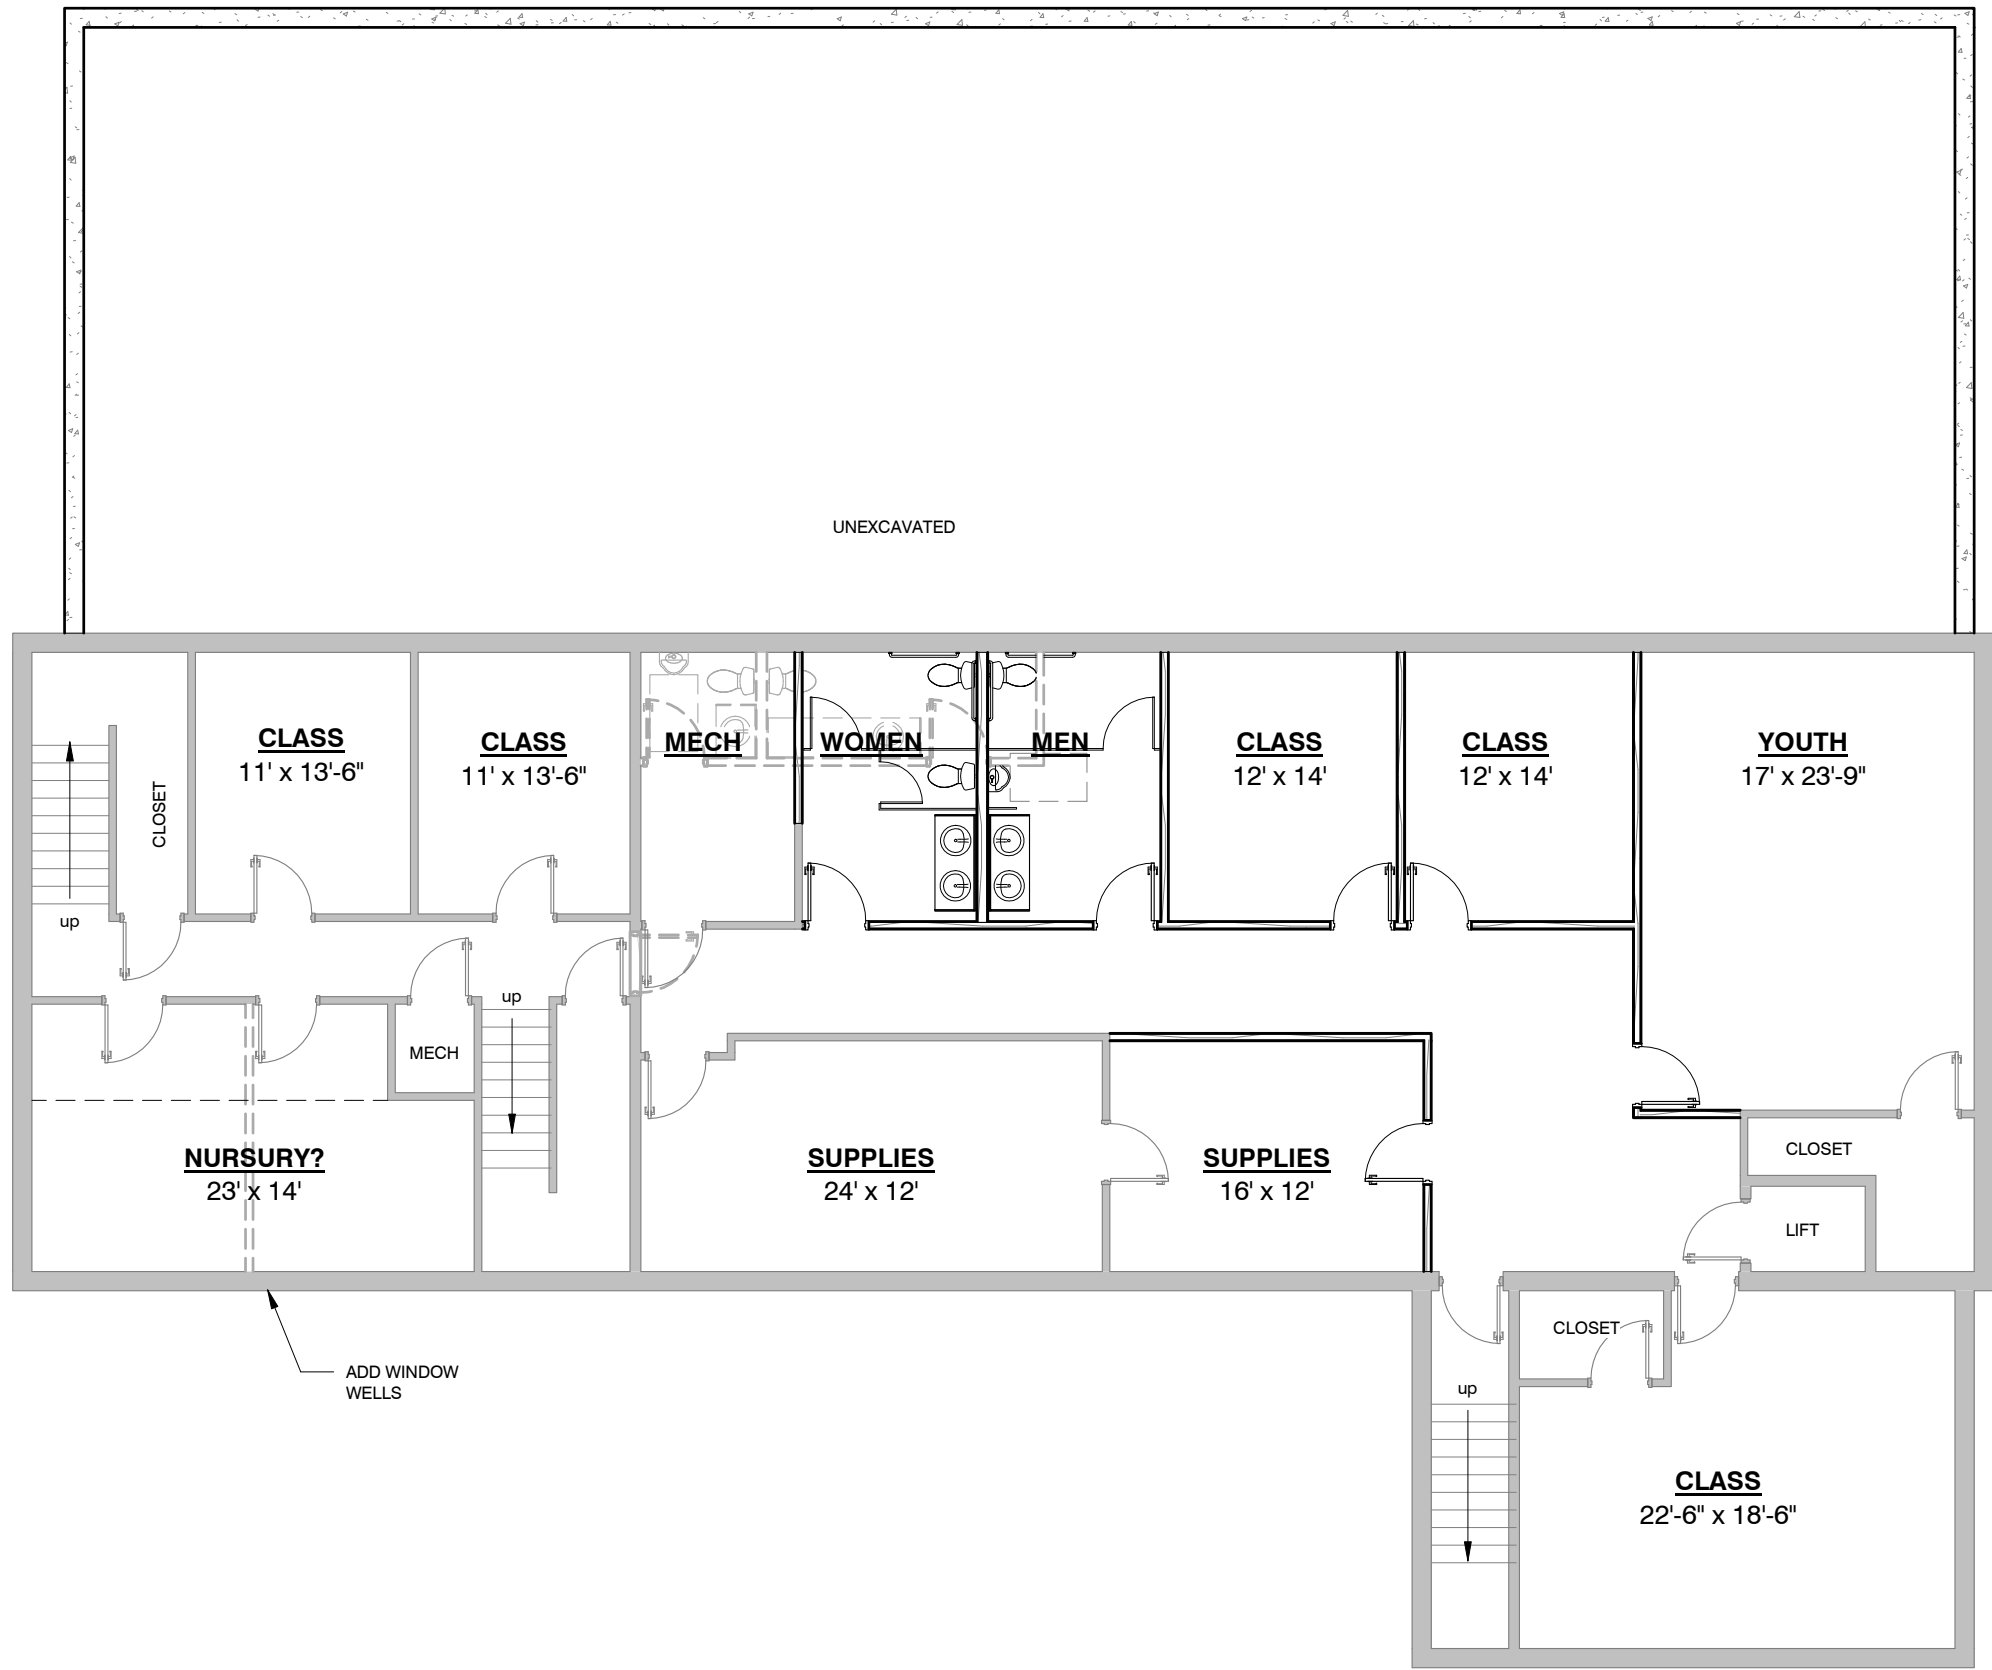 UNEXCAVATED
CLASS
11' x 13'-6"
CLASS
11' x 13'-6"
MECH
WOMEN
MEN
CLASS
12' x 14'
CLASS
12' x 14'
YOUTH
17' x 23'-9"
CLOSET
up
up
MECH
NURSURY?
23' x 14'
SUPPLIES
24' x 12'
SUPPLIES
16' x 12'
CLOSET
LIFT
CLOSET
ADD WINDOW
WELLS
up
CLASS
22'-6" x 18'-6"